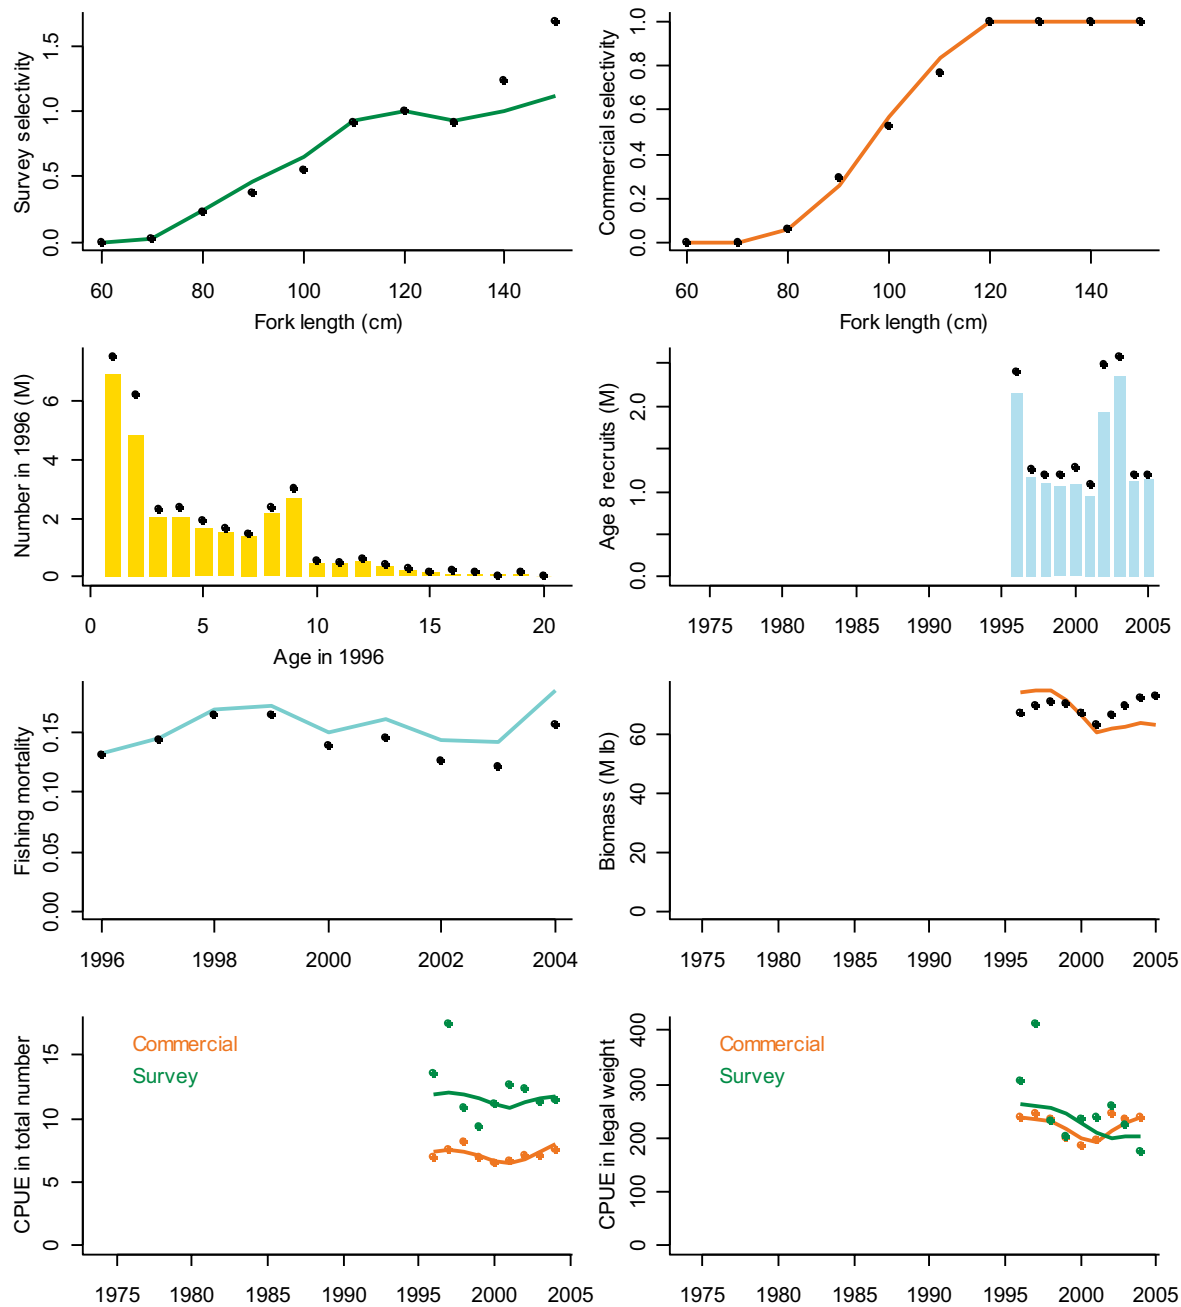 Survey selectivity
0.0 0.5 1.0 1.5
60 80 100 120 140
Fork length (cm)
Commercial selectivity
0.0 0.2 0.4 0.6 0.8 1.0
60 80 100 120 140
Fork length (cm)
Number in 1996 (M)
0 2 4 6
0 5 10 15 20
Age in 1996
Age 8 recruits (M)
0.0 1.0 2.0
1975 1980 1985 1990 1995 2000 2005
Fishing mortality
0.00 0.05 0.10 0.15
1996 1998 2000 2002 2004
Biomass (M lb)
0 20 40 60
1975 1980 1985 1990 1995 2000 2005
CPUE in total number
0 5 10 15
Commercial
Survey
1975 1980 1985 1990 1995 2000 2005
CPUE in legal weight
0 100 200 300 400
Commercial
Survey
1975 1980 1985 1990 1995 2000 2005